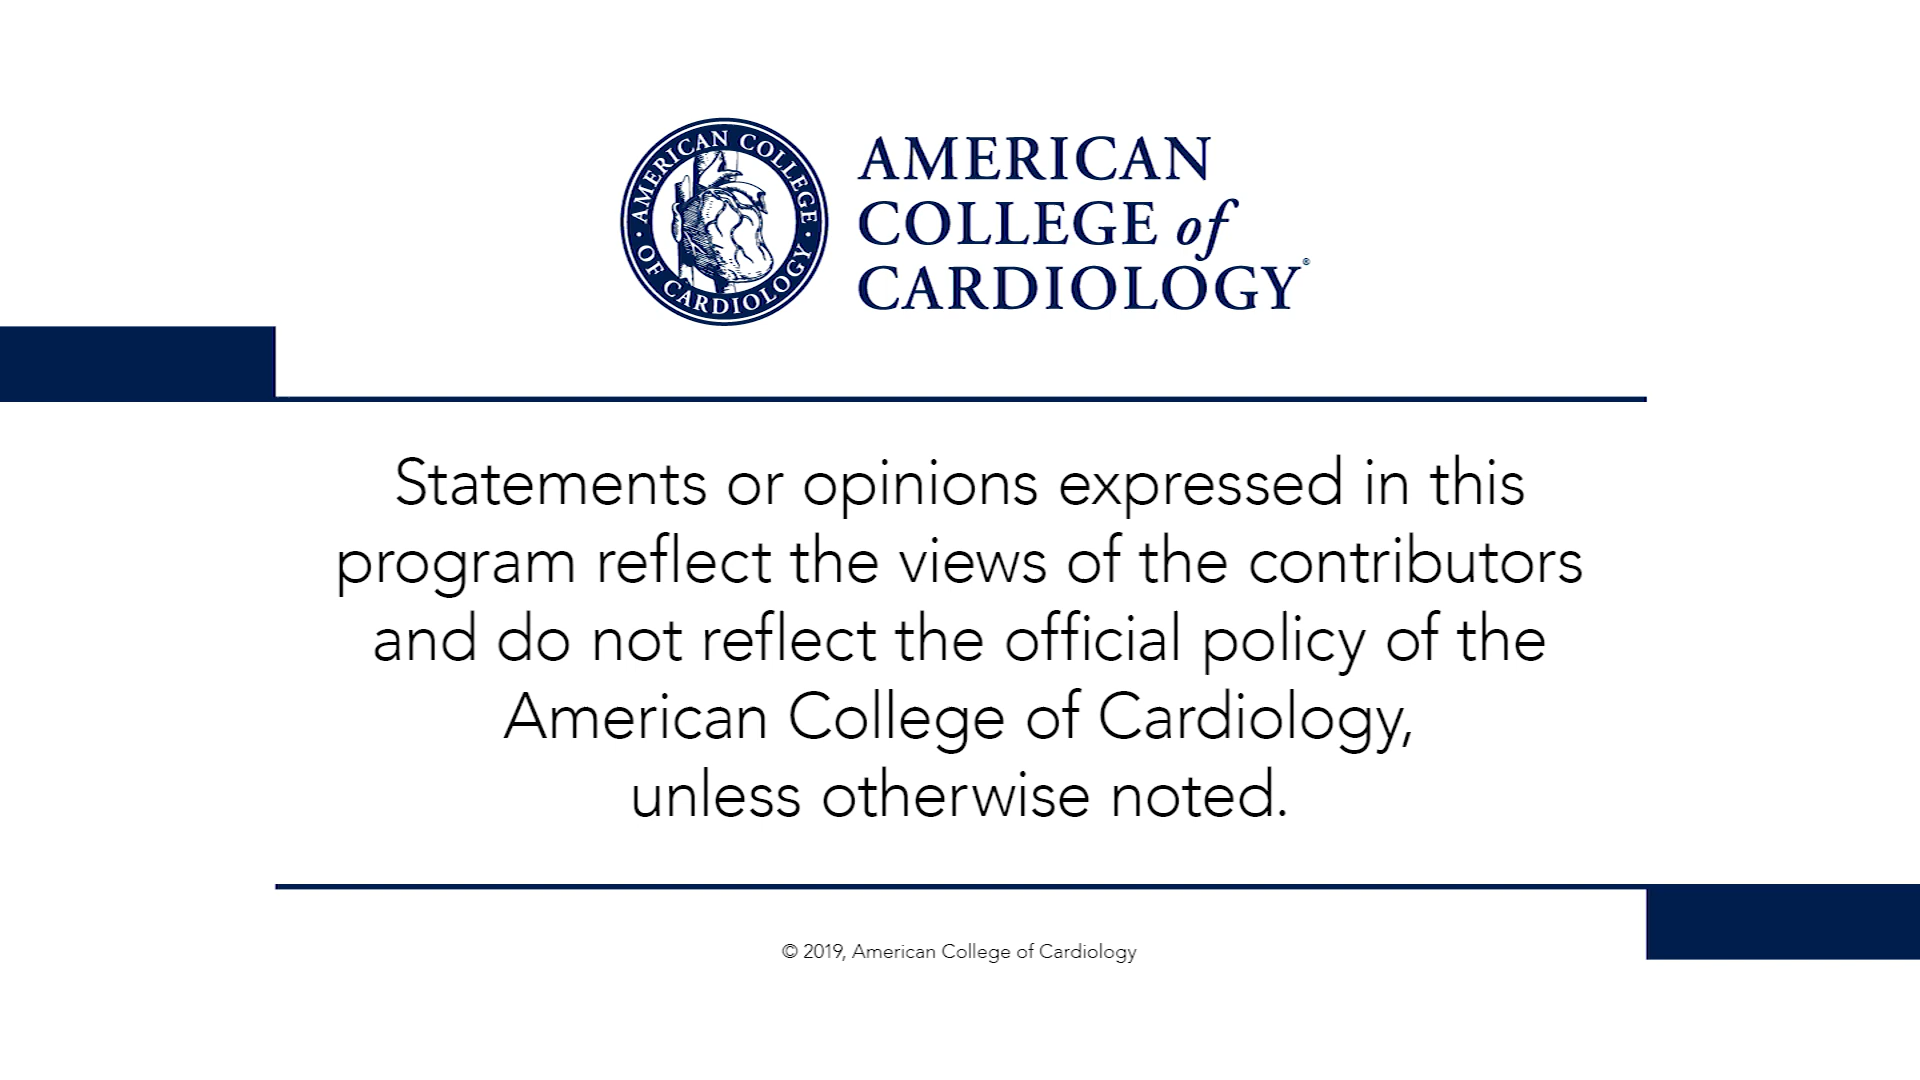 AMERICAN COLLEGE
· OF CARDIOLOGY ·
AMERICAN
COLLEGE of
CARDIOLOGY®
Statements or opinions expressed in this
program reflect the views of the contributors
and do not reflect the official policy of the
American College of Cardiology,
unless otherwise noted.
© 2019, American College of Cardiology